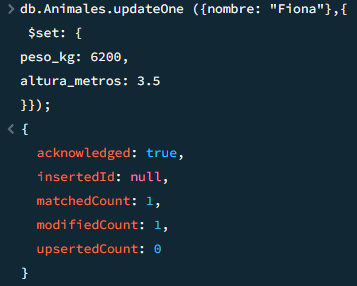 > db.Animales.updateOne ({nombre: "Fiona"},{
$set: {
peso_kg: 6200,
altura_metros: 3.5
}});
< {
acknowledged: true,
insertedId: null,
matchedCount: 1,
modifiedCount: 1,
upsertedCount: 0
}